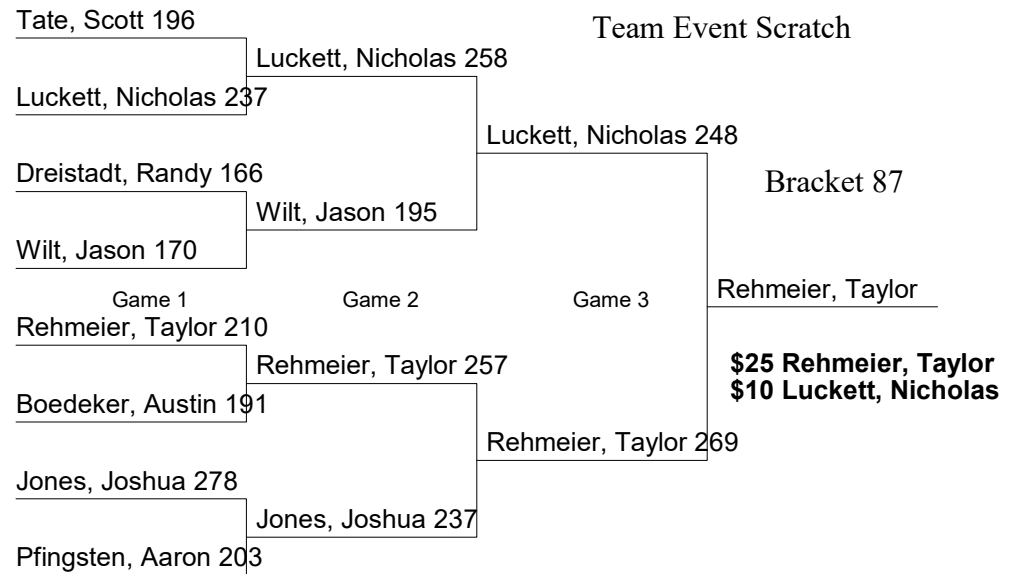 Tate, Scott 196
Team Event Scratch
Luckett, Nicholas 258
Luckett, Nicholas 237
Luckett, Nicholas 248
Dreistadt, Randy 166
Bracket 87
Wilt, Jason 195
Wilt, Jason 170
Game 1
Game 2
Game 3
Rehmeier, Taylor
Rehmeier, Taylor 210
Rehmeier, Taylor 257
$25 Rehmeier, Taylor
$10 Luckett, Nicholas
Boedeker, Austin 191
Rehmeier, Taylor 269
Jones, Joshua 278
Jones, Joshua 237
Pfingsten, Aaron 203